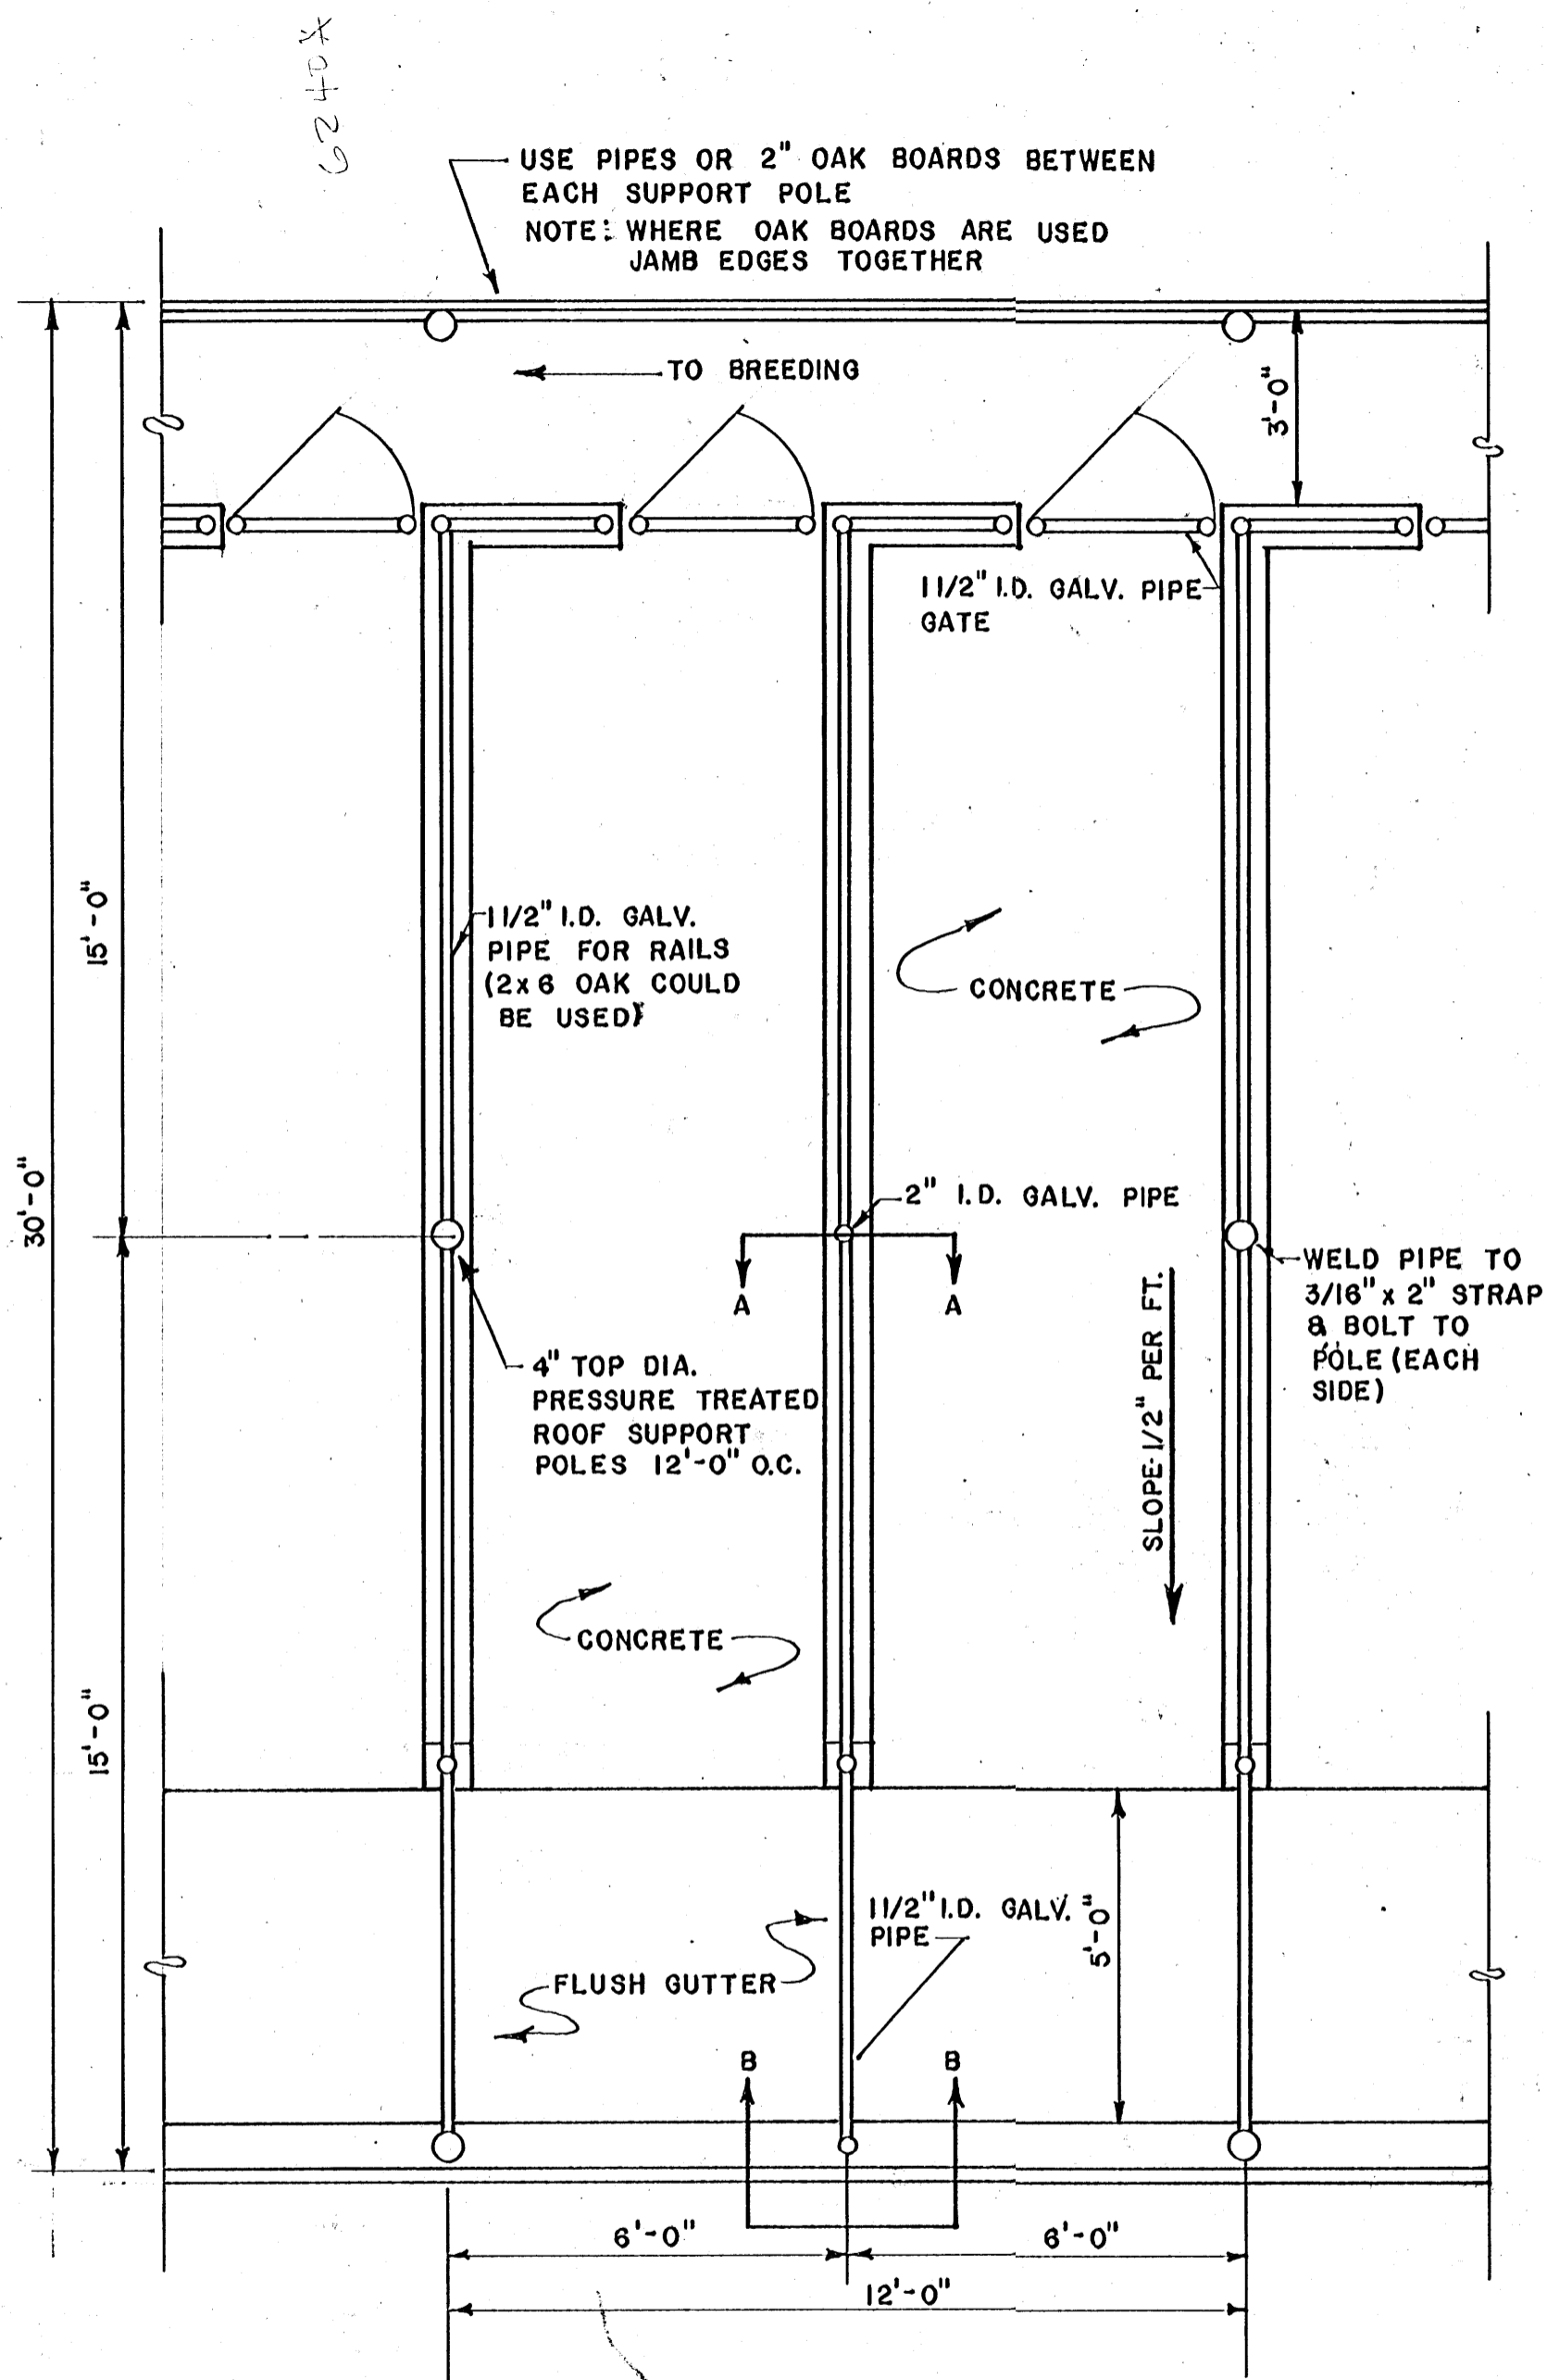 6240X
USE PIPES OR 2" OAK BOARDS BETWEEN
EACH SUPPORT POLE
NOTE: WHERE OAK BOARDS ARE USED
JAMB EDGES TOGETHER
TO BREEDING
3'-0"
1 1/2" I.D. GALV. PIPE
GATE
15'-0"
1 1/2" I.D. GALV.
PIPE FOR RAILS
(2x6 OAK COULD
BE USED)
CONCRETE
30'-0"
2" I.D. GALV. PIPE
A
A
WELD PIPE TO
3/16" x 2" STRAP
& BOLT TO
POLE (EACH
SIDE)
4" TOP DIA.
PRESSURE TREATED
ROOF SUPPORT
POLES 12'-0" O.C.
SLOPE-1/2" PER FT.
CONCRETE
15'-0"
1 1/2" I.D. GALV.
PIPE
5'-0"
FLUSH GUTTER
B
B
6'-0"
6'-0"
12'-0"